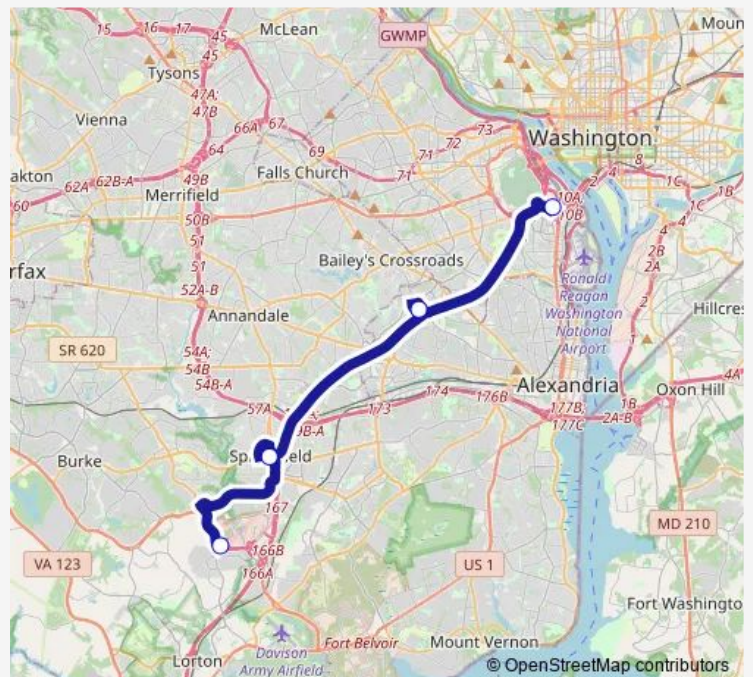 Moun
McLean
GWMP
15
16
17
45
45
Tysons
47A;
47B
Vienna
66A
67
73
72
71
Washington
64
69
Falls Church
71
8
2
4
1C
1B
akton
62A
62B-A
49B
60
Merrifield
1C
4
10A;
10B
50B
4
51
2B
2A
rfax
51
Bailey's Crossroads
Ronald
Reagan
Washington
National
Airport
52A-B
2
Hillcres
Annandale
SR 620
54A;
54B
1
54B-A
Alexandria
4A
174
176B
Oxon Hill
57A
173
177B;
177C
1B
2A-B
9B-A
Burke
167
MD 210
166B
VA 123
US 1
166A
Fort Washingto
Davison
Army Airfield
Fort Belvoir
Mount Vernon
Lorton
© OpenStreetMap contributors